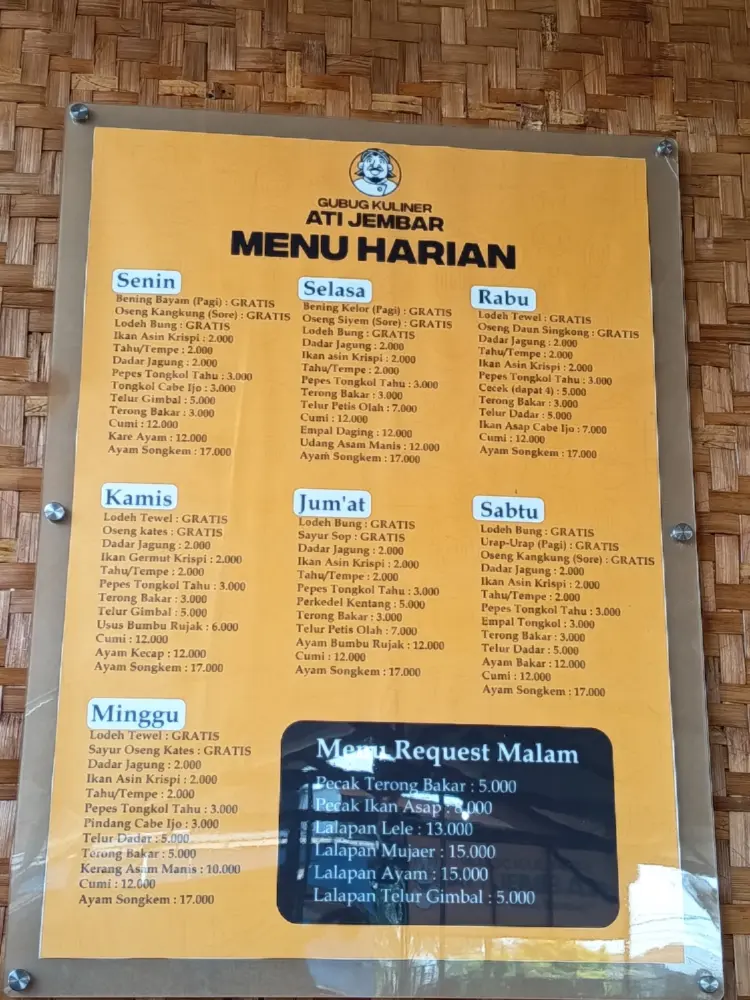 GUBUG KULINER
ATI JEMBAR
MENU HARIAN
Senin
Bening Bayam (Pagi) : GRATIS
Oseng Kangkung (Sore) : GRATIS
Lodeh Bung : GRATIS
Ikan Asin Krispi : 2.000
Tahu/Tempe : 2.000
Dadar Jagung : 2.000
Pepes Tongkol Tahu : 3.000
Tongkol Cabe Ijo : 3.000
Telur Gimbal : 5.000
Terong Bakar : 3.000
Cumi : 12.000
Kare Ayam : 12.000
Ayam Songkem : 17.000
Selasa
Bening Kelor (Pagi) : GRATIS
Oseng Siyem (Sore) : GRATIS
Lodeh Bung : GRATIS
Dadar Jagung : 2.000
Ikan asin Krispi : 2.000
Tahu/Tempe : 2.000
Pepes Tongkol Tahu : 3.000
Terong Bakar : 3.000
Telur Petis Olah : 7.000
Cumi : 12.000
Empal Daging : 12.000
Udang Asam Manis : 12.000
Ayam Songkem : 17.000
Rabu
Lodeh Tewel : GRATIS
Oseng Daun Singkong : GRATIS
Dadar Jagung : 2.000
Tahu/Tempe : 2.000
Ikan Asin Krispi : 2.000
Pepes Tongkol Tahu : 3.000
Cecek (dapat 4) : 5.000
Terong Bakar : 3.000
Telur Dadar : 5.000
Ikan Asap Cabe Ijo : 7.000
Cumi : 12.000
Ayam Songkem : 17.000
Kamis
Lodeh Tewel : GRATIS
Oseng kates : GRATIS
Dadar Jagung : 2.000
Ikan Germut Krispi : 2.000
Tahu/Tempe : 2.000
Pepes Tongkol Tahu : 3.000
Terong Bakar : 3.000
Telur Gimbal : 5.000
Usus Bumbu Rujak : 6.000
Cumi : 12.000
Ayam Kecap : 12.000
Ayam Songkem : 17.000
Jum'at
Lodeh Bung : GRATIS
Sayur Sop : GRATIS
Dadar Jagung : 2.000
Ikan Asin Krispi : 2.000
Tahu/Tempe : 2.000
Pepes Tongkol Tahu : 3.000
Perkedel Kentang : 5.000
Terong Bakar : 3.000
Telur Petis Olah : 7.000
Ayam Bumbu Rujak : 12.000
Cumi : 12.000
Ayam Songkem : 17.000
Sabtu
Lodeh Bung : GRATIS
Urap-Urap (Pagi) : GRATIS
Oseng Kangkung (Sore) : GRATIS
Dadar Jagung : 2.000
Ikan Asin Krispi : 2.000
Tahu/Tempe : 2.000
Pepes Tongkol Tahu : 3.000
Empal Tongkol : 3.000
Terong Bakar : 3.000
Telur Dadar : 5.000
Ayam Bakar : 12.000
Cumi : 12.000
Ayam Songkem : 17.000
Minggu
Lodeh Tewel : GRATIS
Sayur Oseng Kates : GRATIS
Dadar Jagung : 2.000
Ikan Asin Krispi : 2.000
Tahu/Tempe : 2.000
Pepes Tongkol Tahu : 3.000
Pindang Cabe Ijo : 3.000
Telur Dadar : 5.000
Terong Bakar : 5.000
Kerang Asam Manis : 10.000
Cumi : 12.000
Ayam Songkem : 17.000
Menu Request Malam
Pecak Terong Bakar : 5.000
Pecak Ikan Asap : 8.000
Lalapan Lele : 13.000
Lalapan Mujaer : 15.000
Lalapan Ayam : 15.000
Lalapan Telur Gimbal : 5.000